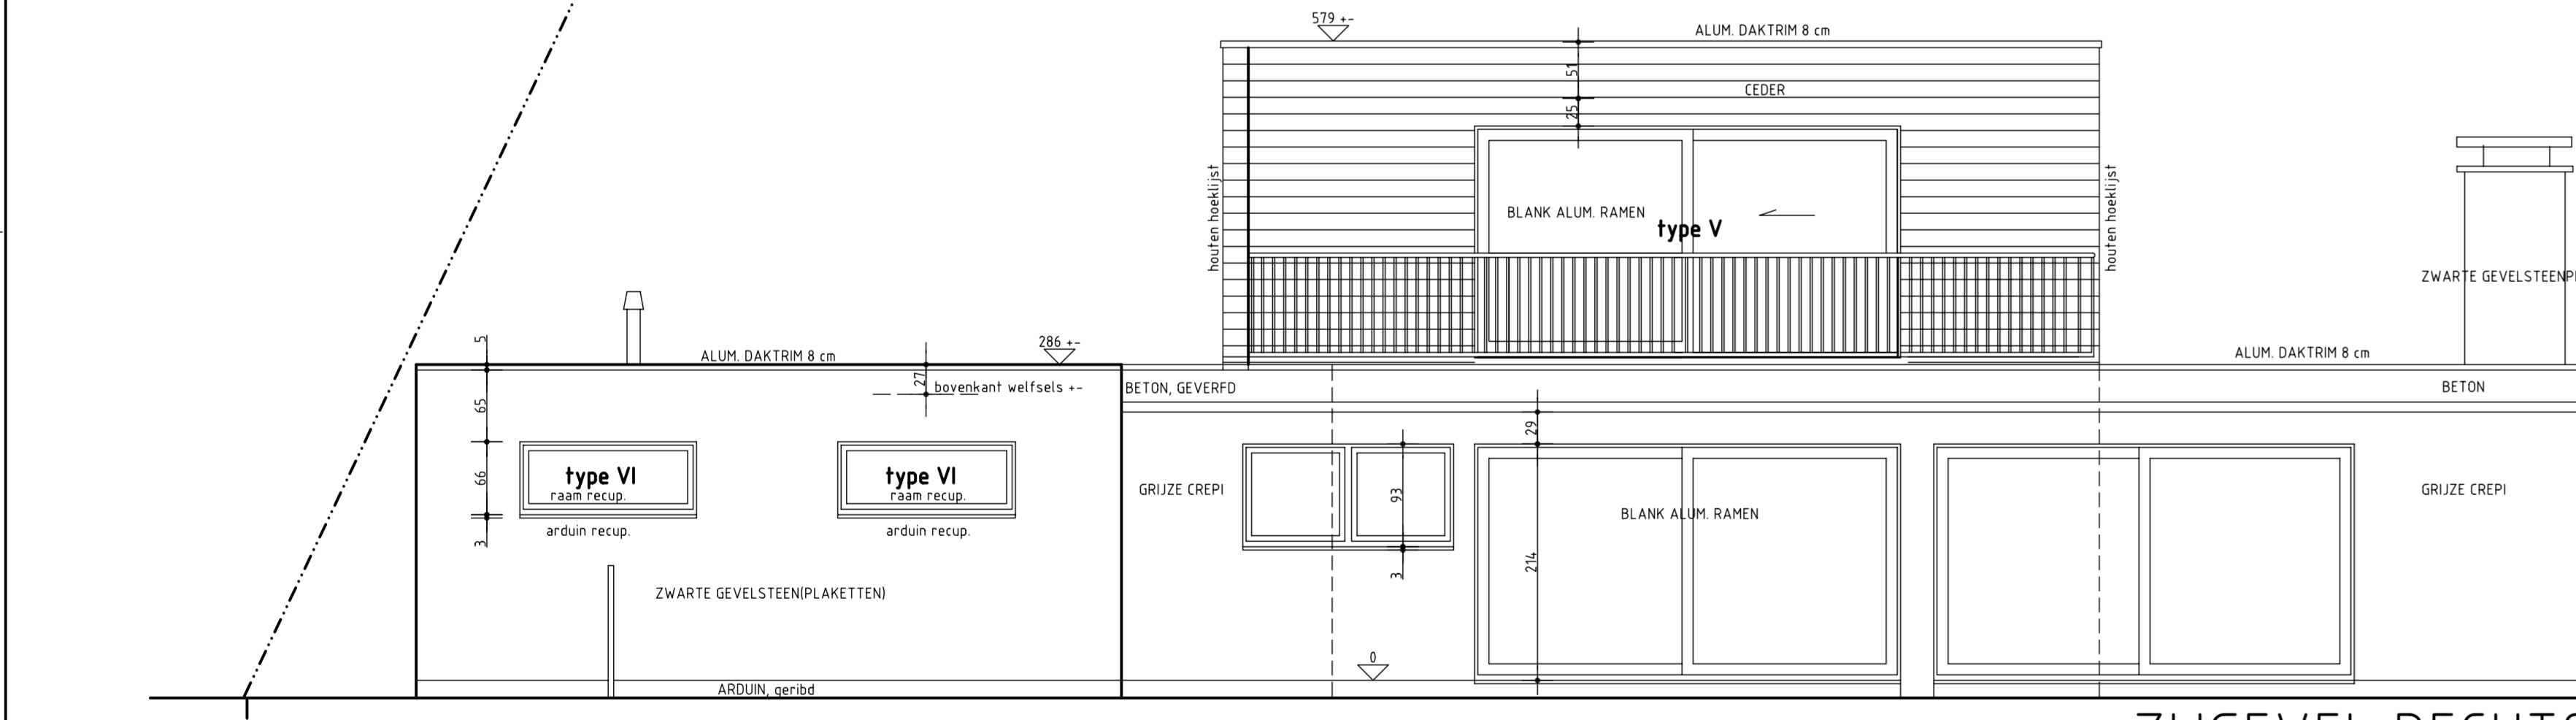 579 +-
ALUM. DAKTRIM 8 cm
51
CEDER
25
houten hoeklijst
BLANK ALUM. RAMEN
type V
houten hoeklijst
ZWARTE GEVELSTEENP
5
ALUM. DAKTRIM 8 cm
286 +-
ALUM. DAKTRIM 8 cm
27
bovenkant welfsels +-
BETON, GEVERFD
BETON
65
29
66
type VI
raam recup.
arduin recup.
type VI
raam recup.
arduin recup.
GRIJZE CREPI
93
BLANK ALUM. RAMEN
GRIJZE CREPI
3
3
214
ZWARTE GEVELSTEEN(PLAKETTEN)
0
ARDUIN, geribd
ZIJGEVEL RECHTS